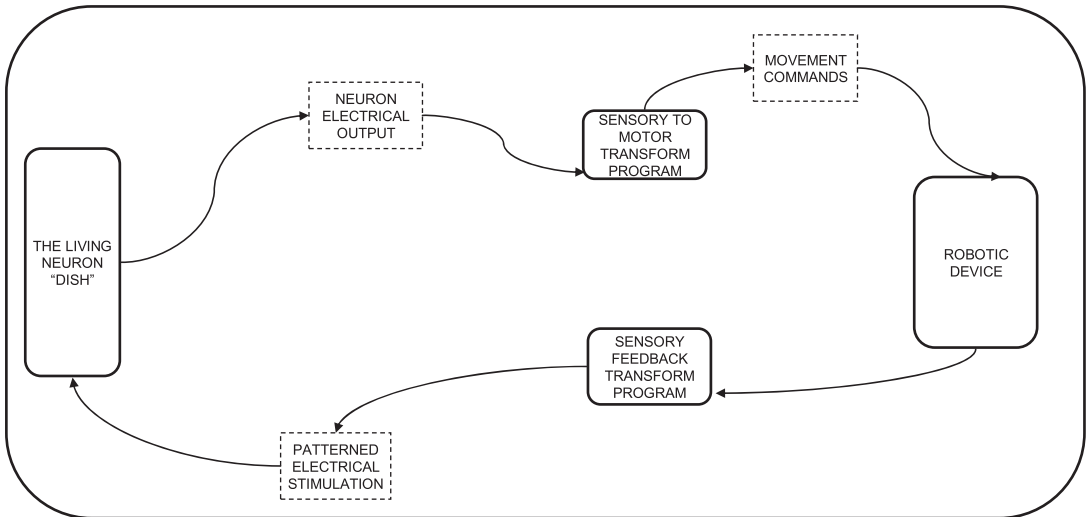 MOVEMENT
COMMANDS
NEURON
ELECTRICAL
OUTPUT
SENSORY TO
MOTOR
TRANSFORM
PROGRAM
THE LIVING
NEURON
“DISH”
ROBOTIC
DEVICE
SENSORY
FEEDBACK
TRANSFORM
PROGRAM
PATTERNED
ELECTRICAL
STIMULATION